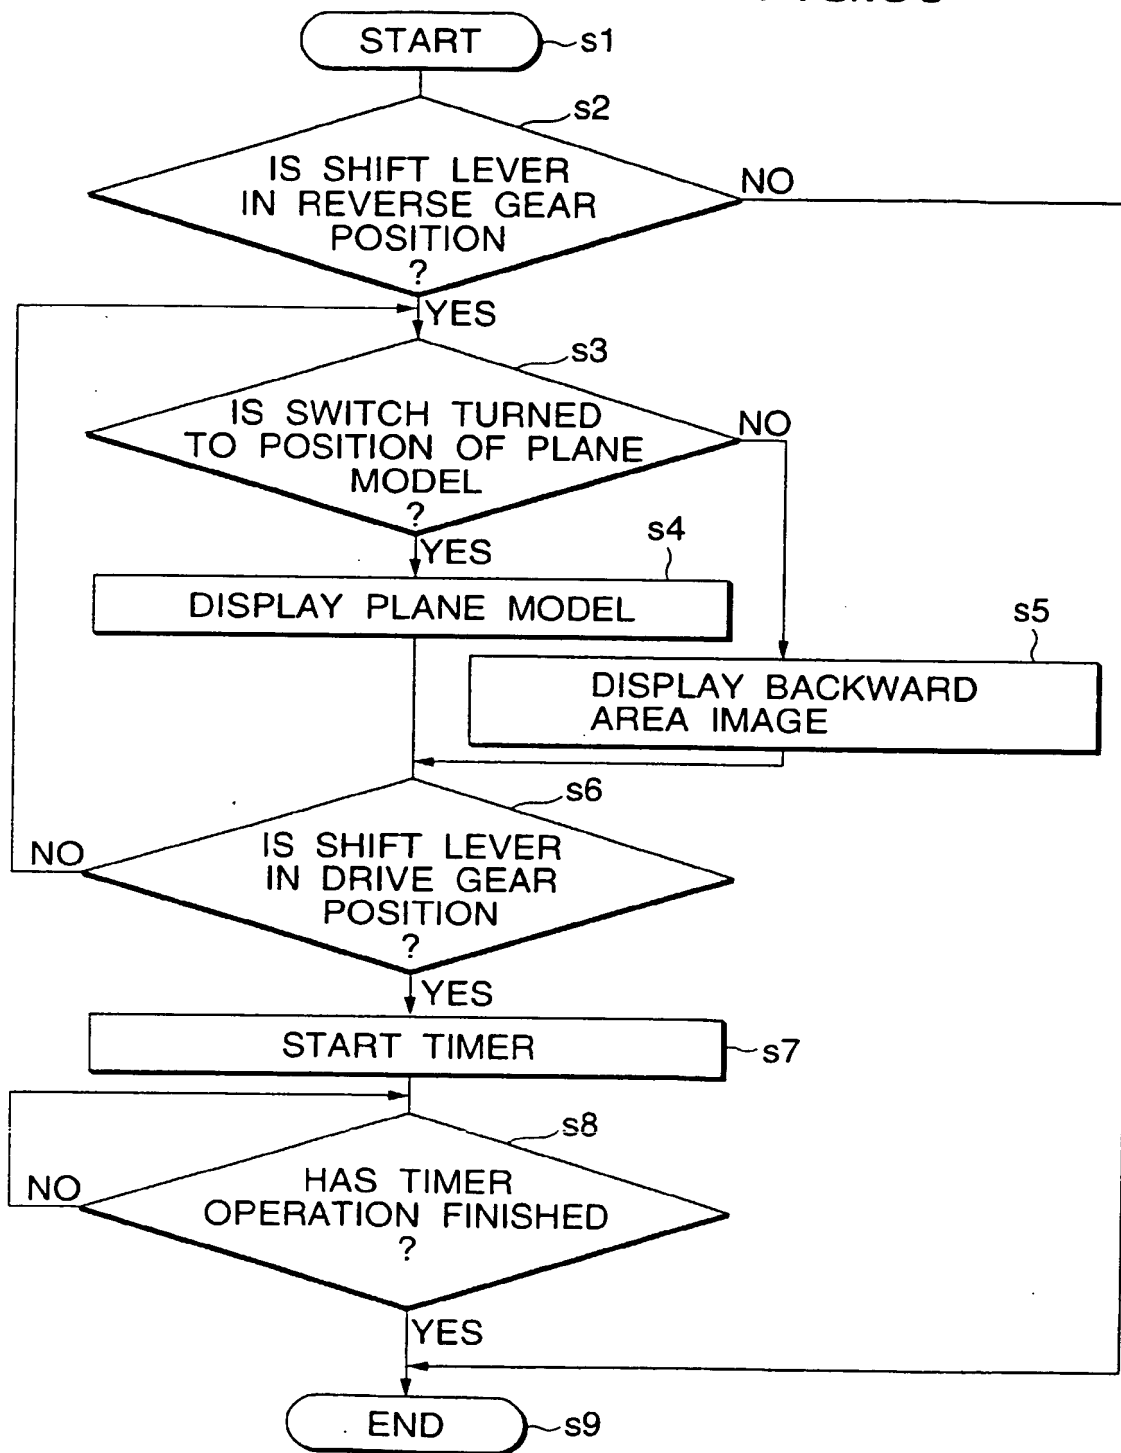 START
s1
s2
IS SHIFT LEVER
IN REVERSE GEAR
POSITION
?
NO
YES
s3
IS SWITCH TURNED
TO POSITION OF PLANE
MODEL
?
NO
YES
s4
DISPLAY PLANE MODEL
s5
DISPLAY BACKWARD
AREA IMAGE
s6
IS SHIFT LEVER
IN DRIVE GEAR
POSITION
?
NO
YES
START TIMER
s7
s8
HAS TIMER
OPERATION FINISHED
?
NO
YES
END
s9